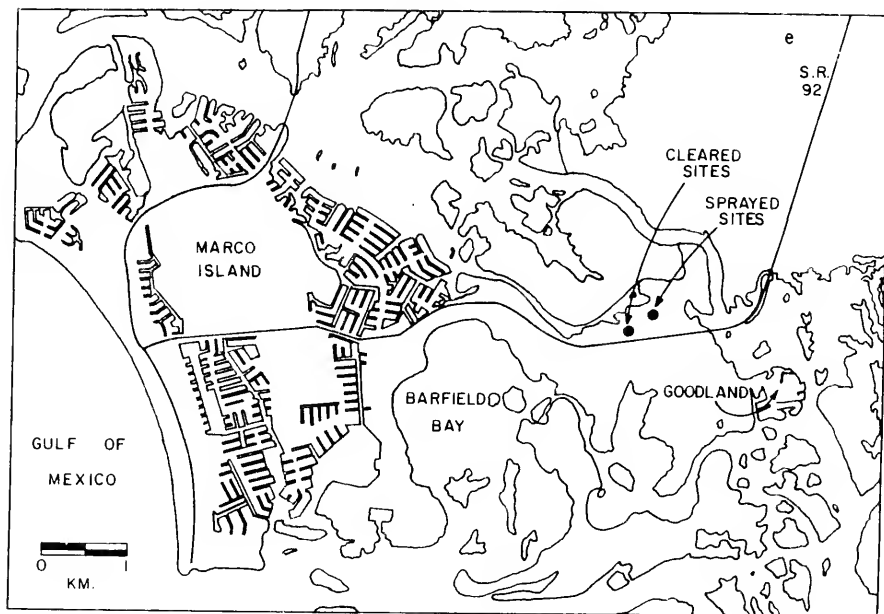 e
S.R.
92
CLEARED
SITES
SPRAYED
SITES
MARCO
ISLAND
BARFIELD
BAY
GOODLAND
GULF OF
MEXICO
0 1
KM.